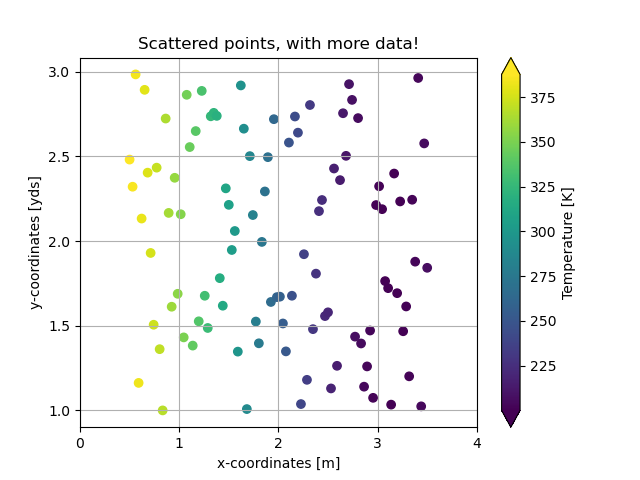 Scattered points, with more data!
3.0
2.5
2.0
1.5
1.0
y-coordinates [yds]
0 1 2 3 4
x-coordinates [m]
375
350
325
300
275
250
225
Temperature [K]